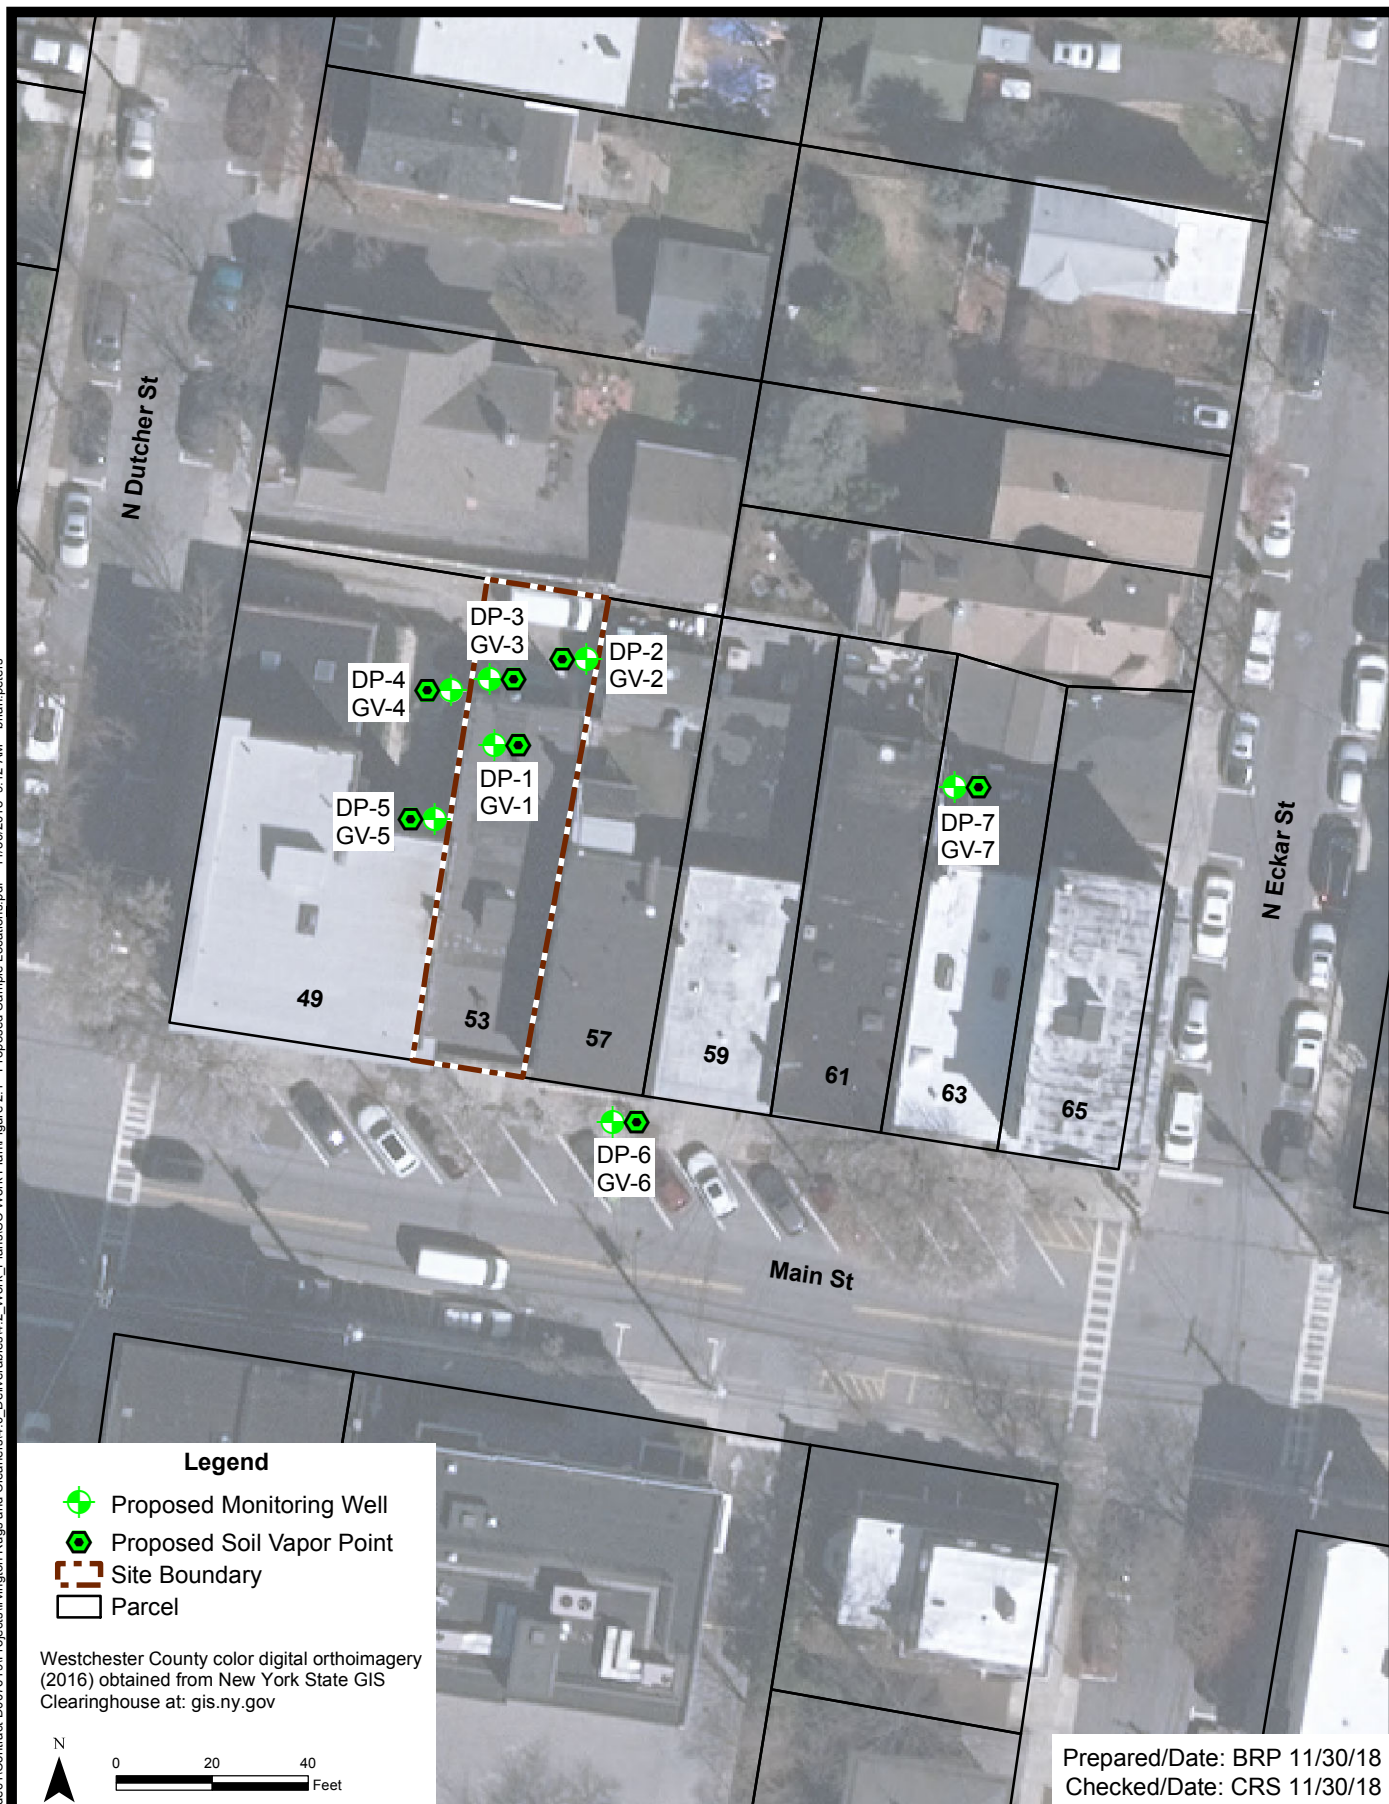 N Dutcher St
DP-3
GV-3
DP-2
GV-2
DP-4
GV-4
DP-1
GV-1
DP-5
GV-5
DP-7
GV-7
N Eckar St
49
53
57
59
61
63
65
DP-6
GV-6
Main St
Legend
Proposed Monitoring Well
Proposed Soil Vapor Point
Site Boundary
Parcel
Westchester County color digital orthoimagery
(2016) obtained from New York State GIS
Clearinghouse at: gis.ny.gov
N
0 20 40
Feet
Prepared/Date: BRP 11/30/18
Checked/Date: CRS 11/30/18